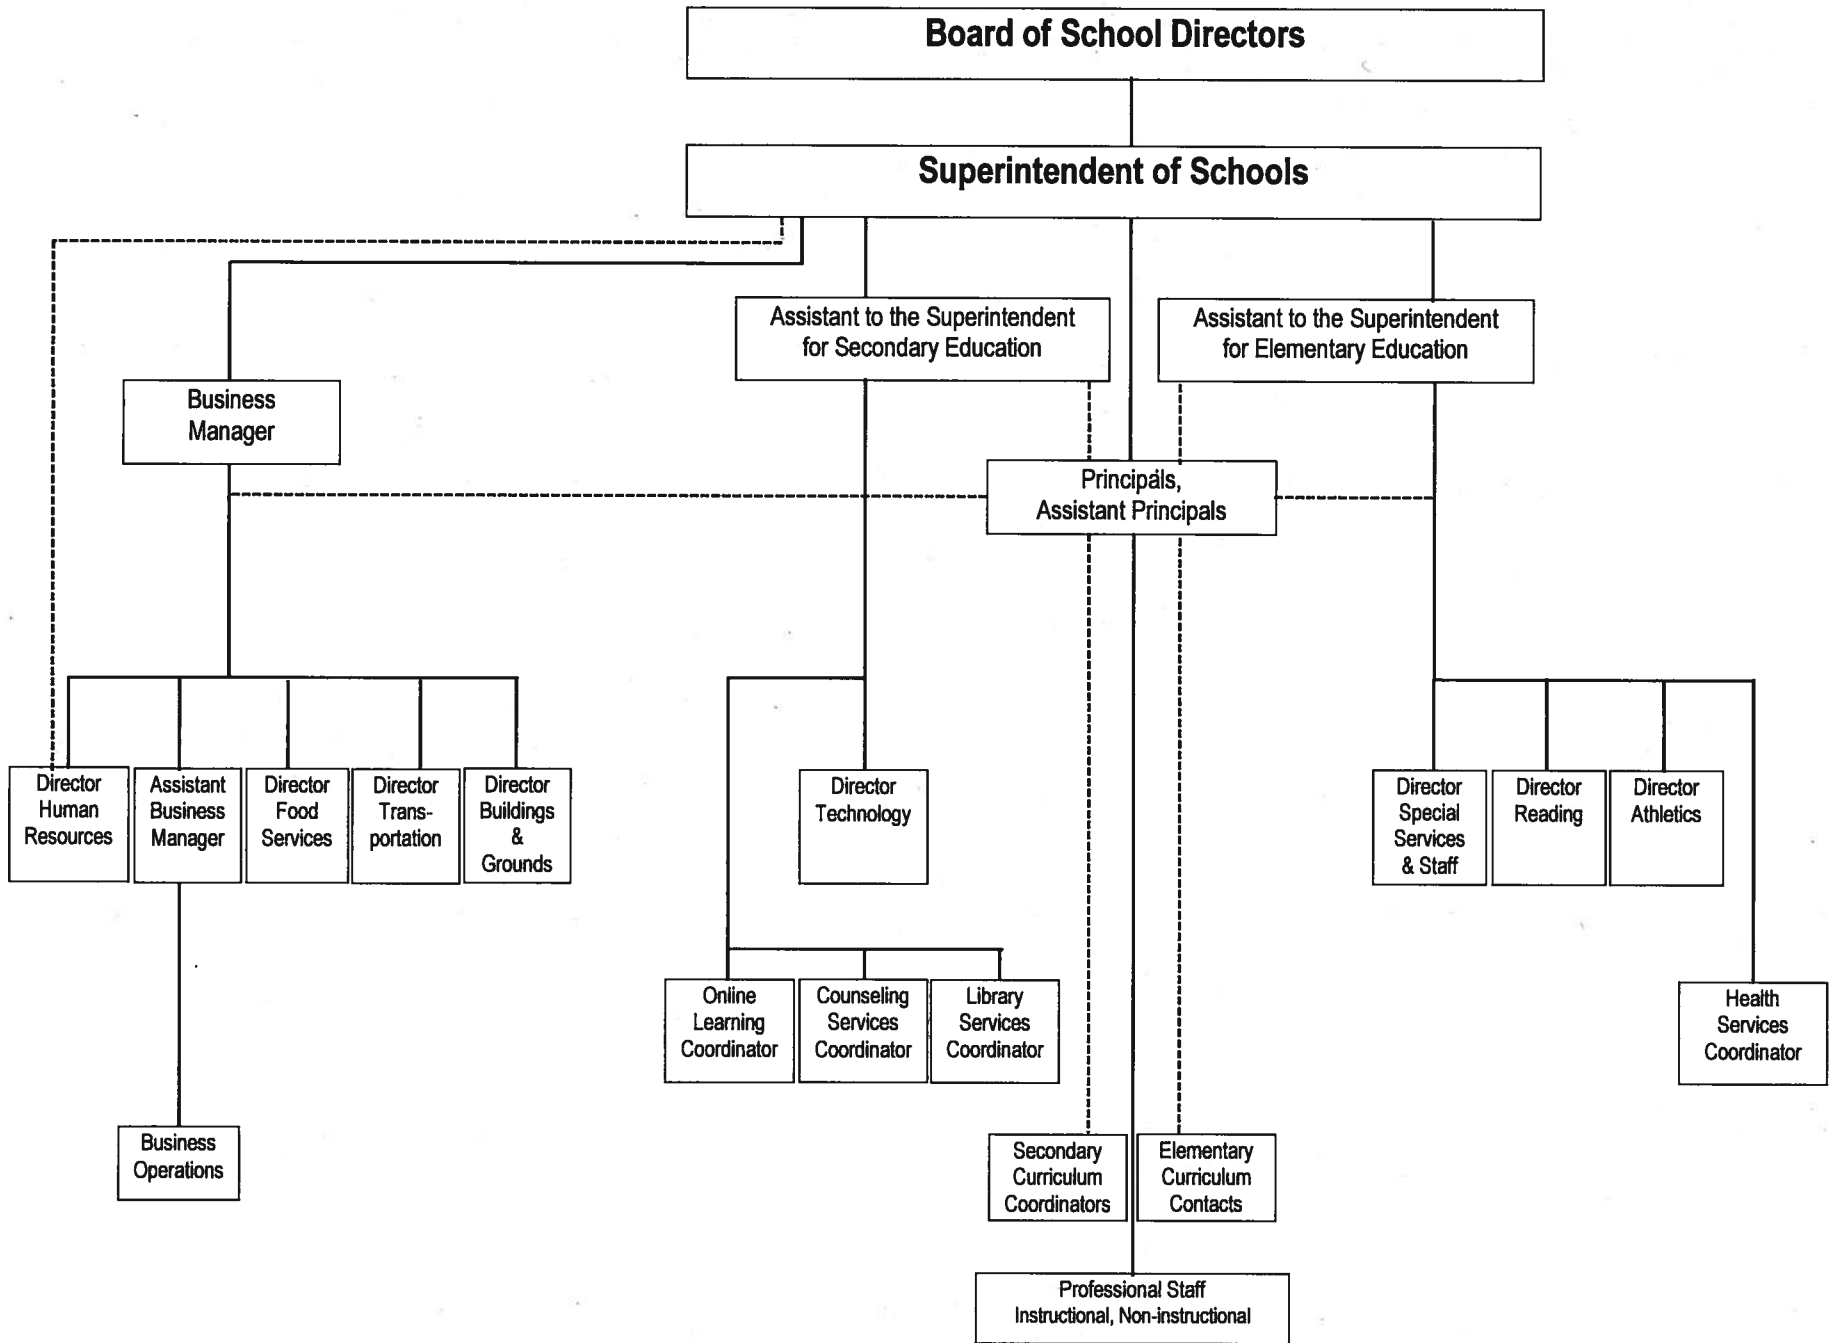 Board of School Directors
Superintendent of Schools
Assistant to the Superintendent
for Secondary Education
Assistant to the Superintendent
for Elementary Education
Business
Manager
Principals,
Assistant Principals
Director
Human
Resources
Assistant
Business
Manager
Director
Food
Services
Director
Trans-
portation
Director
Buildings
&
Grounds
Director
Technology
Director
Special
Services
& Staff
Director
Reading
Director
Athletics
Online
Learning
Coordinator
Counseling
Services
Coordinator
Library
Services
Coordinator
Health
Services
Coordinator
Business
Operations
Secondary
Curriculum
Coordinators
Elementary
Curriculum
Contacts
Professional Staff
Instructional, Non-instructional